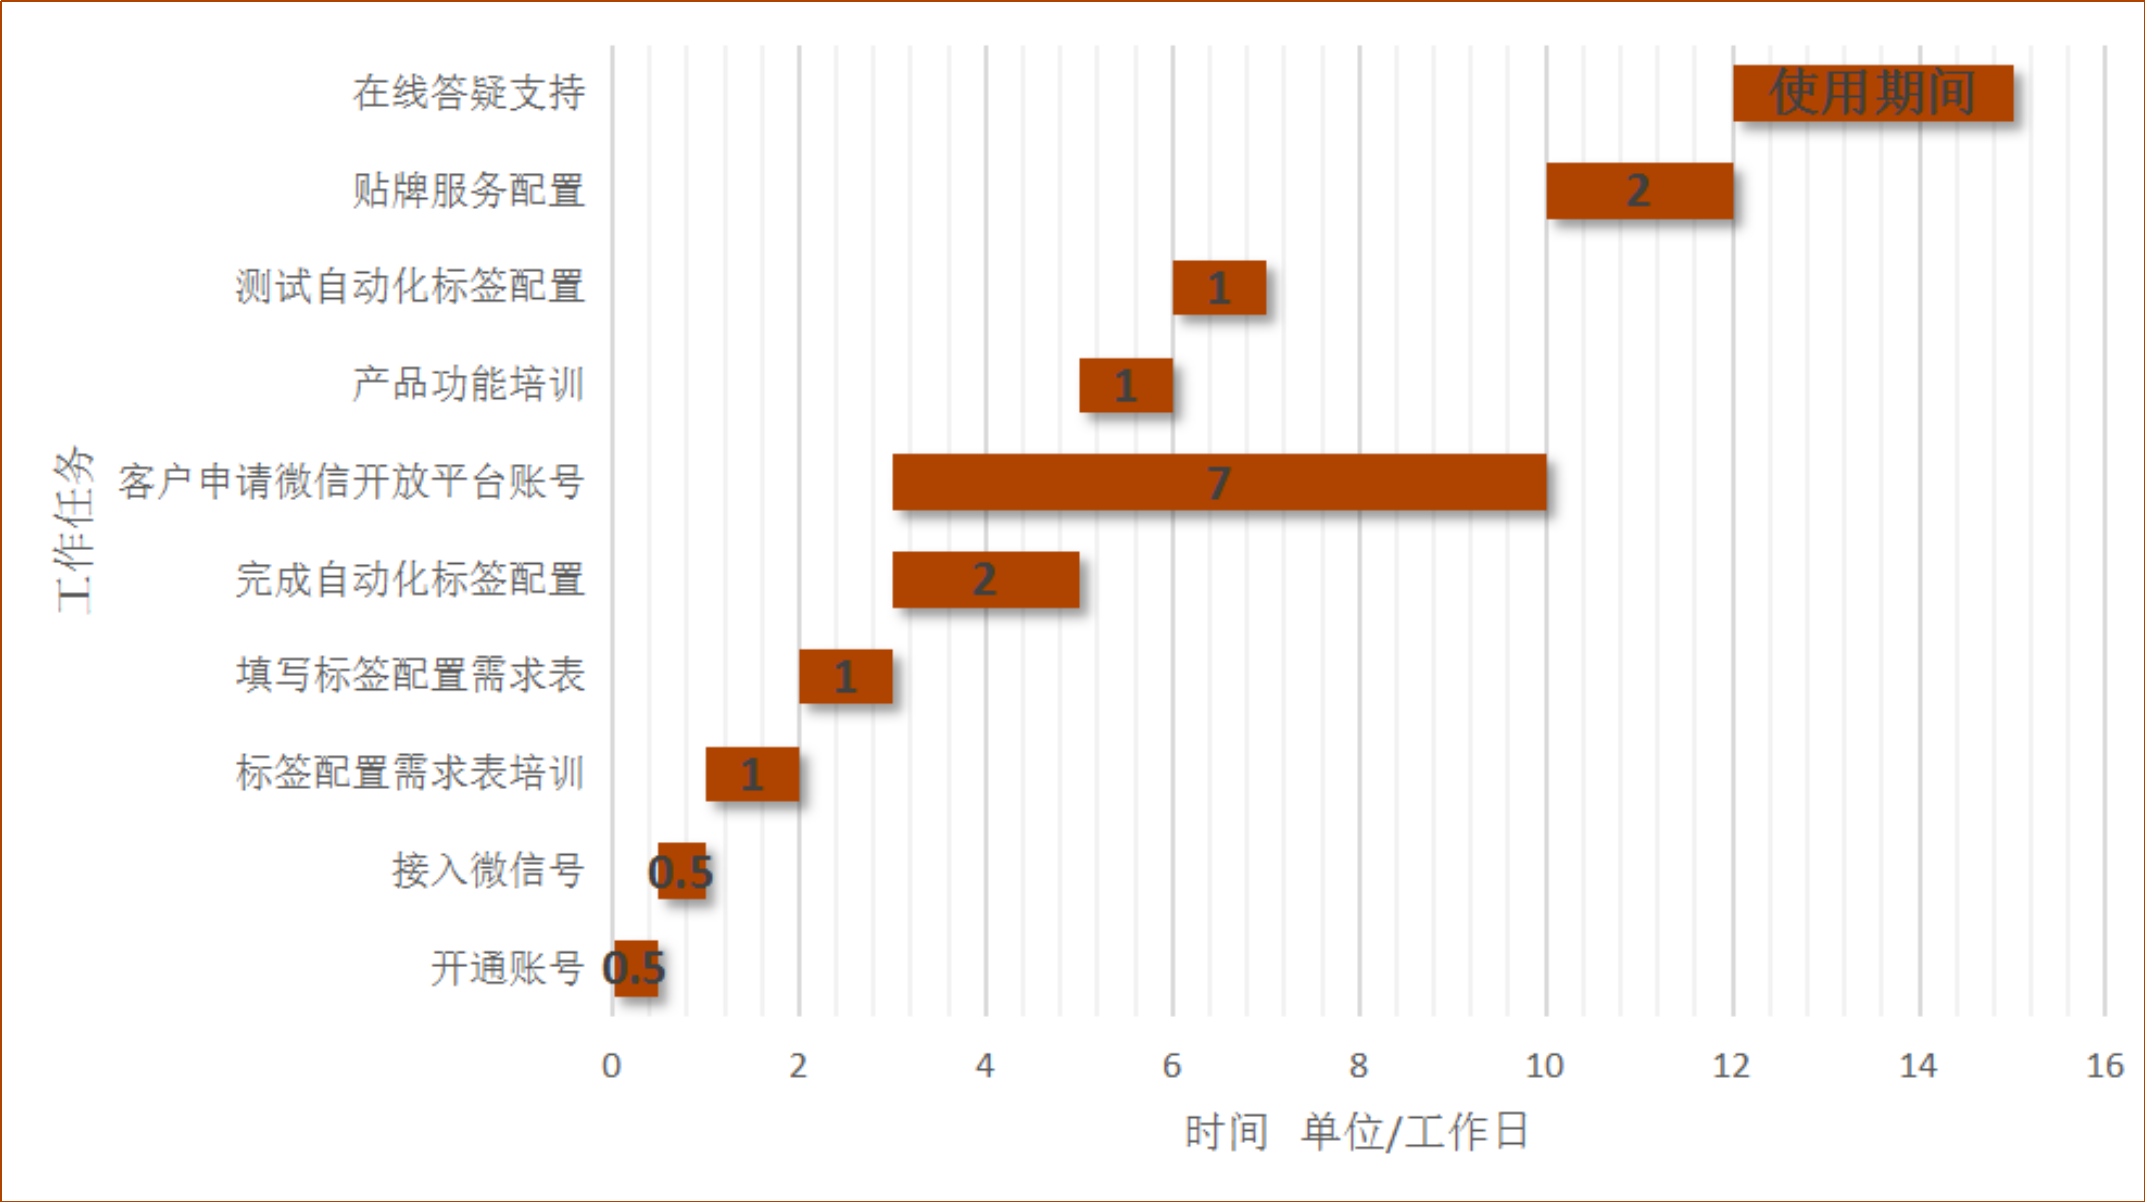 在线答疑支持
使用期间
贴牌服务配置
2
测试自动化标签配置
1
产品功能培训
1
工作任务
客户申请微信开放平台账号
7
完成自动化标签配置
2
填写标签配置需求表
1
标签配置需求表培训
1
接入微信号
0.5
开通账号
0.5
0 2 4 6 8 10 12 14 16
时间 单位/工作日